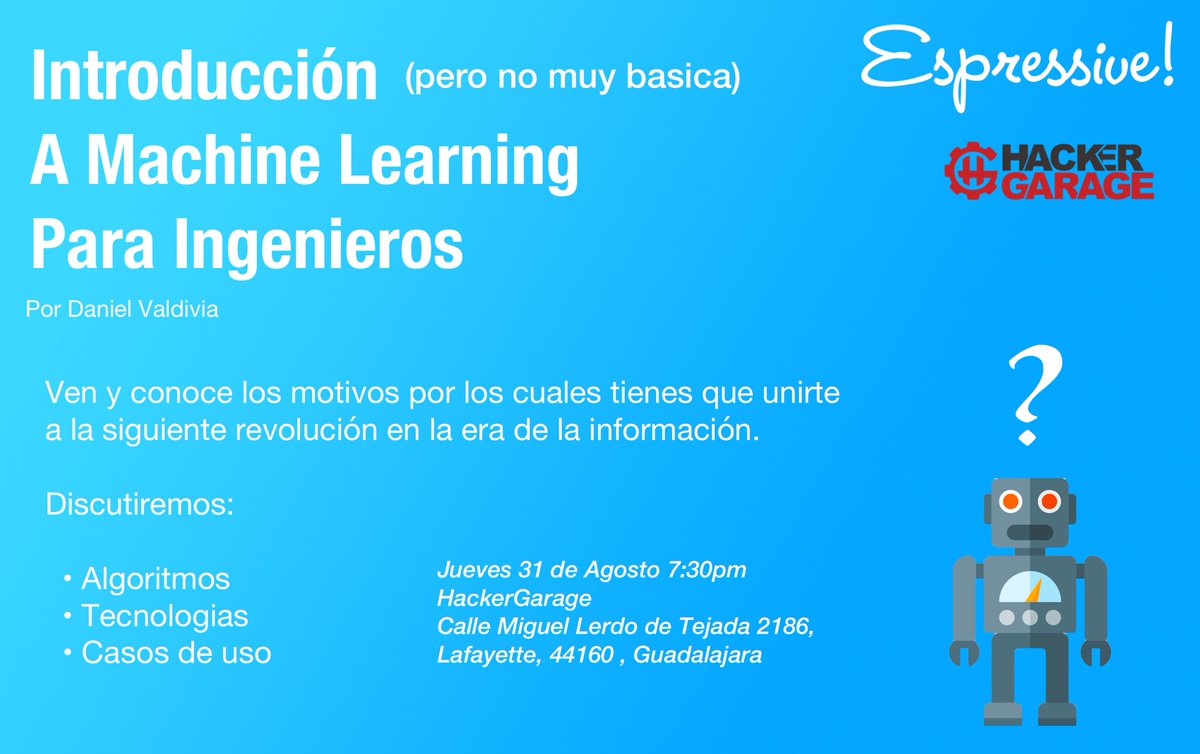 Introducción (pero no muy basica)
A Machine Learning
Para Ingenieros
Por Daniel Valdivia
Espressive!
HACKER
GARAGE
Ven y conoce los motivos por los cuales tienes que unirte
a la siguiente revolución en la era de la información.
Discutiremos:
• Algoritmos
• Tecnologias
• Casos de uso
Jueves 31 de Agosto 7:30pm
HackerGarage
Calle Miguel Lerdo de Tejada 2186,
Lafayette, 44160 , Guadalajara
?